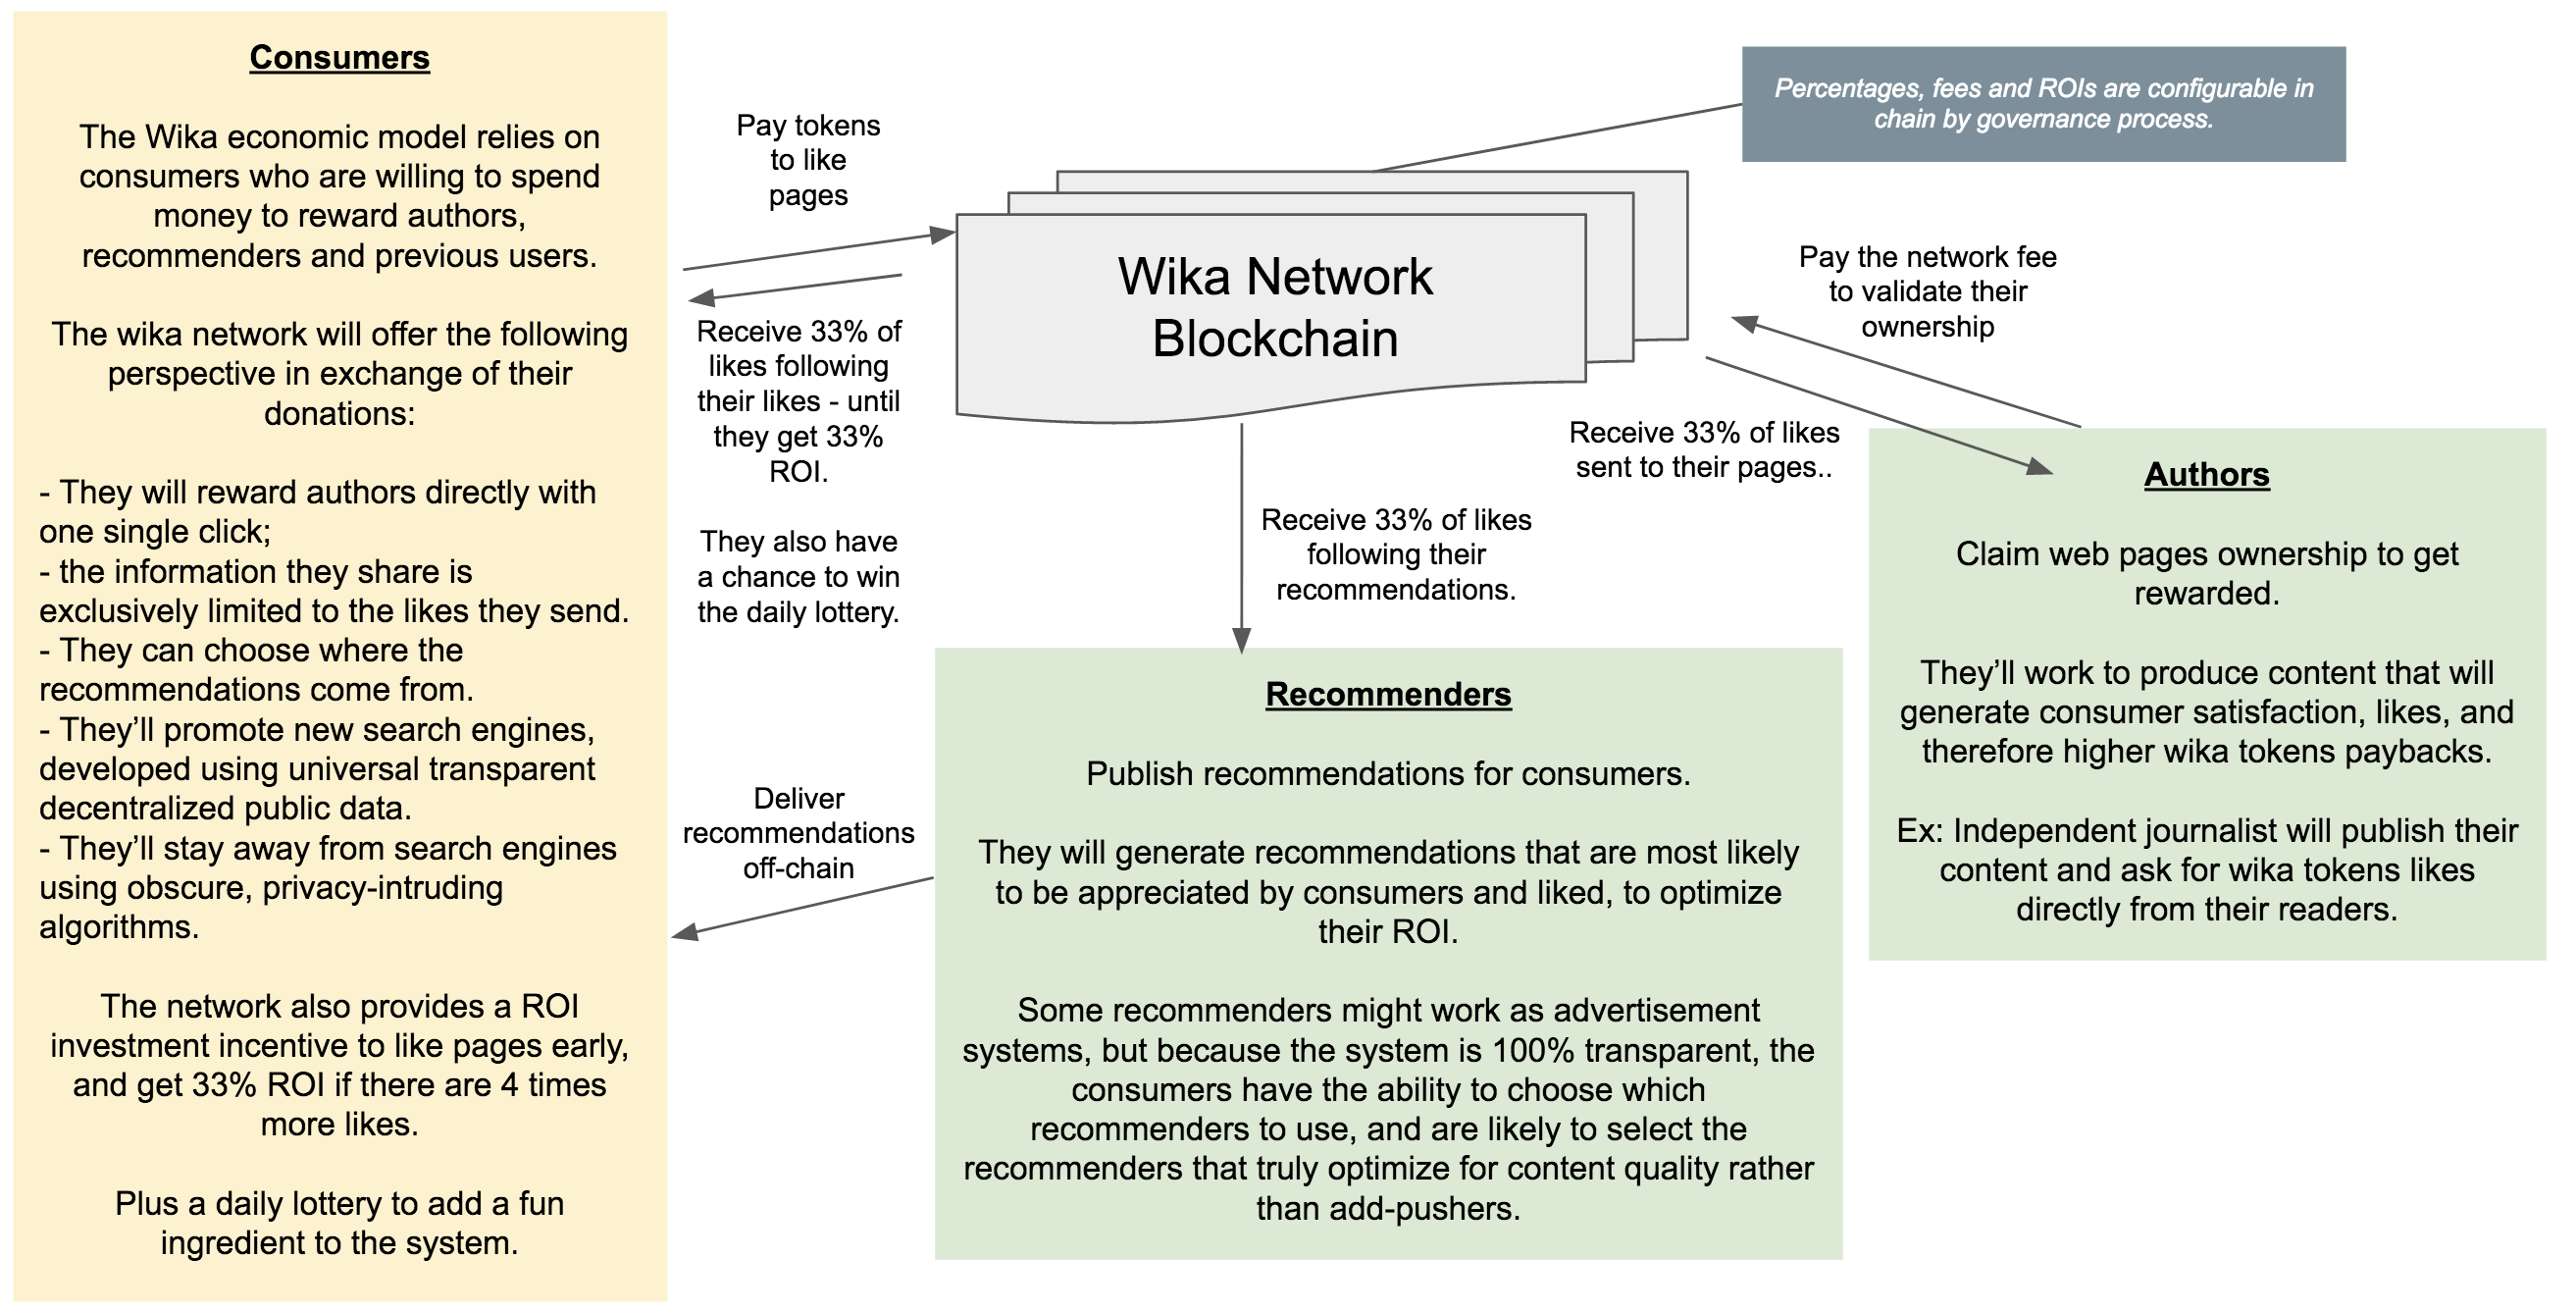 Consumers
The Wika economic model relies on
consumers who are willing to spend
money to reward authors,
recommenders and previous users.
The wika network will offer the following
perspective in exchange of their
donations:
- They will reward authors directly with
one single click;
- the information they share is
exclusively limited to the likes they send.
- They can choose where the
recommendations come from.
- They’ll promote new search engines,
developed using universal transparent
decentralized public data.
- They’ll stay away from search engines
using obscure, privacy-intruding
algorithms.
The network also provides a ROI
investment incentive to like pages early,
and get 33% ROI if there are 4 times
more likes.
Plus a daily lottery to add a fun
ingredient to the system.
Pay tokens
to like
pages
Receive 33% of
likes following
their likes - until
they get 33%
ROI.
They also have
a chance to win
the daily lottery.
Deliver
recommendations
off-chain
Wika Network
Blockchain
Percentages, fees and ROIs are configurable in
chain by governance process.
Pay the network fee
to validate their
ownership
Receive 33% of likes
sent to their pages..
Receive 33% of likes
following their
recommendations.
Recommenders
Publish recommendations for consumers.
They will generate recommendations that are most likely
to be appreciated by consumers and liked, to optimize
their ROI.
Some recommenders might work as advertisement
systems, but because the system is 100% transparent, the
consumers have the ability to choose which
recommenders to use, and are likely to select the
recommenders that truly optimize for content quality rather
than add-pushers.
Authors
Claim web pages ownership to get
rewarded.
They’ll work to produce content that will
generate consumer satisfaction, likes, and
therefore higher wika tokens paybacks.
Ex: Independent journalist will publish their
content and ask for wika tokens likes
directly from their readers.